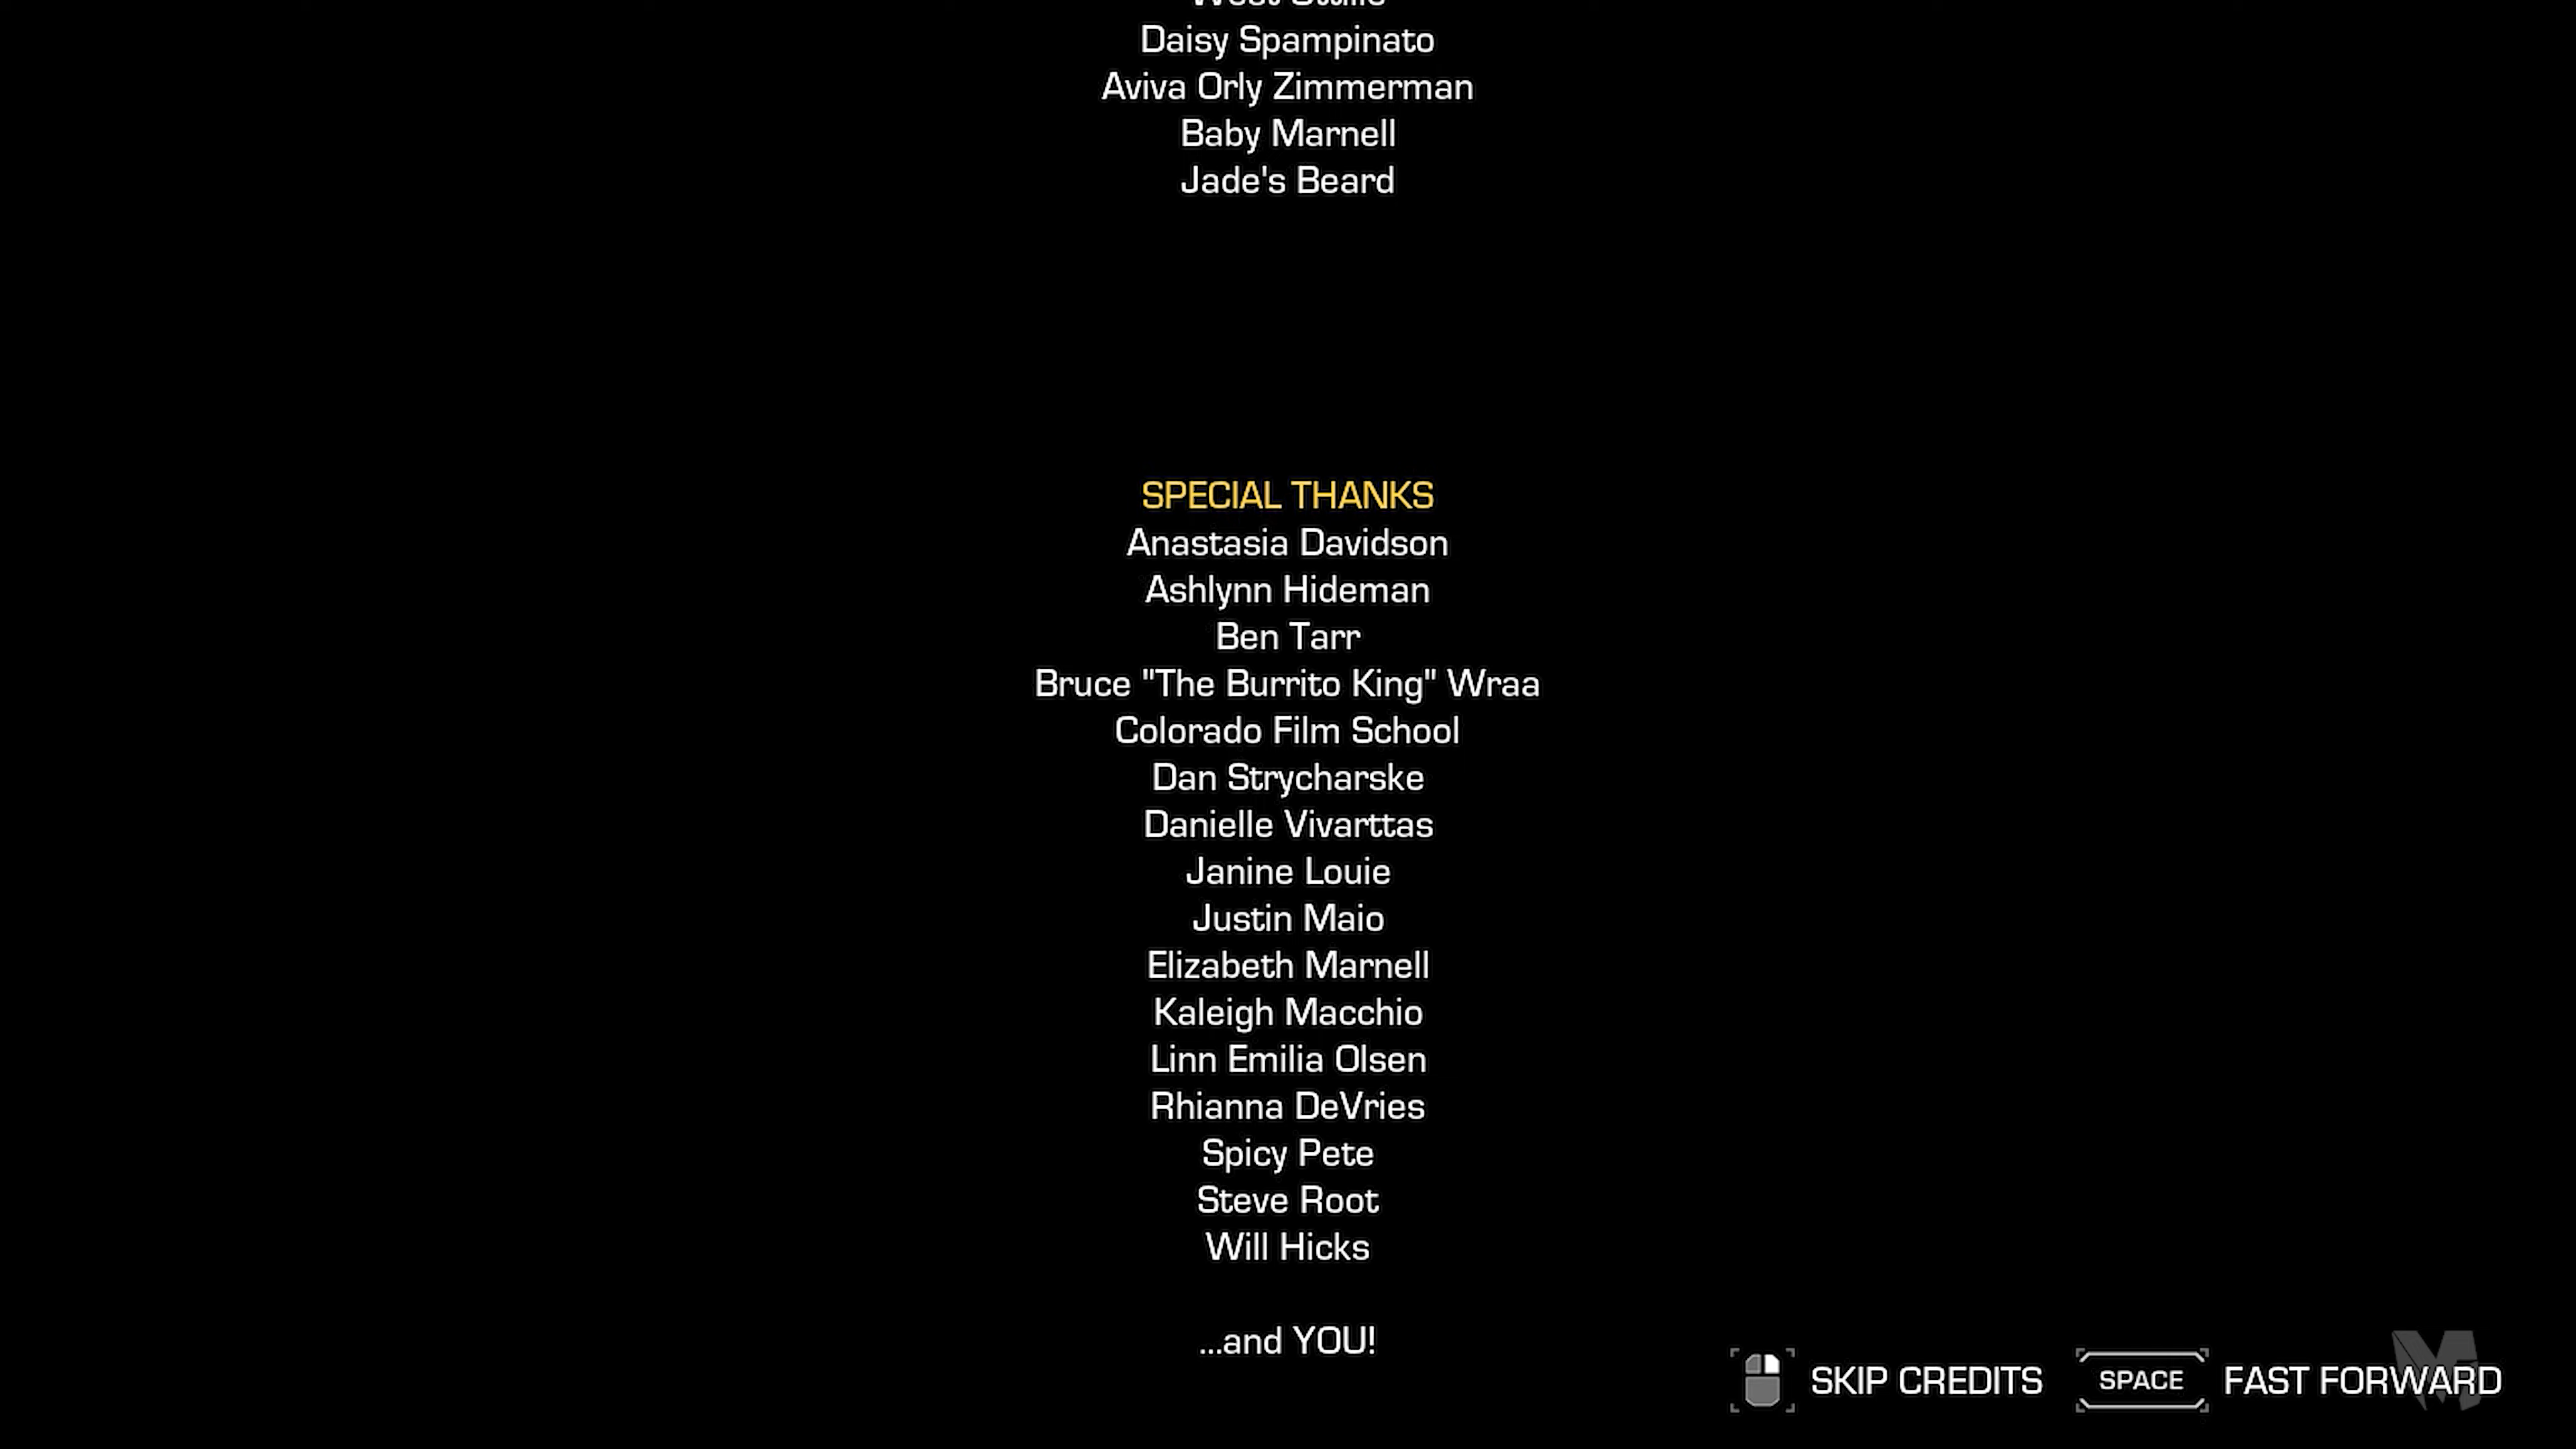 Daisy Spampinato
Aviva Orly Zimmerman
Baby Marnell
Jade's Beard
SPECIAL THANKS
Anastasia Davidson
Ashlynn Hideman
Ben Tarr
Bruce "The Burrito King" Wraa
Colorado Film School
Dan Strycharske
Danielle Vivarttas
Janine Louie
Justin Maio
Elizabeth Marnell
Kaleigh Macchio
Linn Emilia Olsen
Rhianna DeVries
Spicy Pete
Steve Root
Will Hicks
...and YOU!
SKIP CREDITS SPACE FAST FORWARD